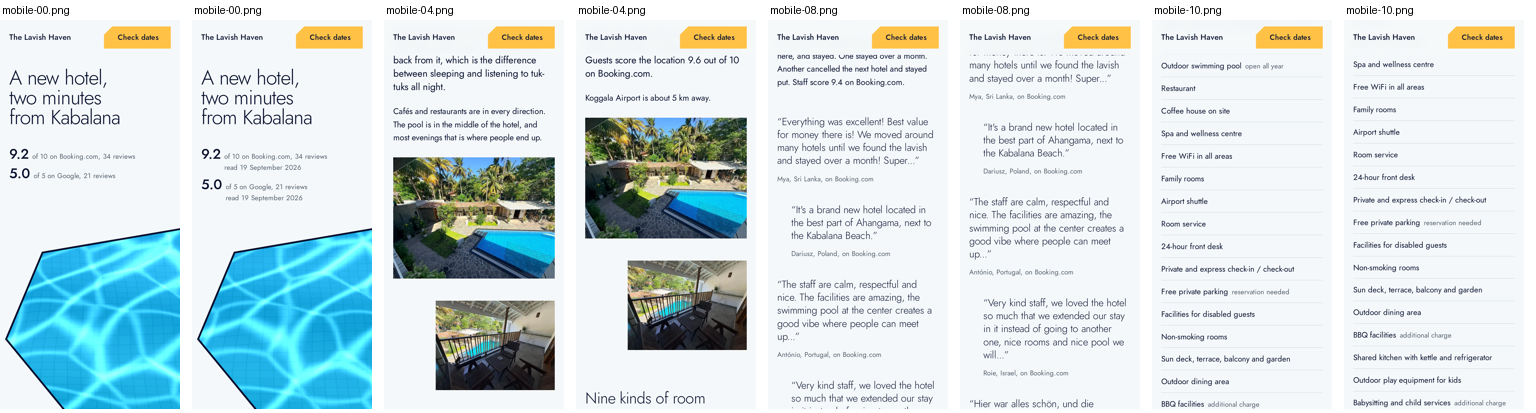 mobile-00.png
The Lavish Haven
Check dates
A new hotel,
two minutes
from Kabalana
9.2 of 10 on Booking.com, 34 reviews
5.0 of 5 on Google, 21 reviews
mobile-00.png
The Lavish Haven
Check dates
A new hotel,
two minutes
from Kabalana
9.2 of 10 on Booking.com, 34 reviews
read 19 September 2026
5.0 of 5 on Google, 21 reviews
read 19 September 2026
mobile-04.png
The Lavish Haven
Check dates
back from it, which is the difference
between sleeping and listening to tuk-
tuks all night.
Cafés and restaurants are in every direction.
The pool is in the middle of the hotel, and
most evenings that is where people end up.
mobile-04.png
The Lavish Haven
Check dates
Guests score the location 9.6 out of 10
on Booking.com.
Koggala Airport is about 5 km away.
Nine kinds of room
mobile-08.png
The Lavish Haven
Check dates
here, and stayed. One stayed over a month.
Another cancelled the next hotel and stayed
put. Staff score 9.4 on Booking.com.
“Everything was excellent! Best value
for money there is! We moved around
many hotels until we found the lavish
and stayed over a month! Super...”
Mya, Sri Lanka, on Booking.com
“It's a brand new hotel located in
the best part of Ahangama, next to
the Kabalana Beach.”
Dariusz, Poland, on Booking.com
“The staff are calm, respectful and
nice. The facilities are amazing, the
swimming pool at the center creates a
good vibe where people can meet
up...”
António, Portugal, on Booking.com
“Very kind staff, we loved the hotel
so much that we extended our stay
mobile-08.png
The Lavish Haven
Check dates
for money there is! We moved around
many hotels until we found the lavish
and stayed over a month! Super...”
Mya, Sri Lanka, on Booking.com
“It's a brand new hotel located in
the best part of Ahangama, next to
the Kabalana Beach.”
Dariusz, Poland, on Booking.com
“The staff are calm, respectful and
nice. The facilities are amazing, the
swimming pool at the center creates a
good vibe where people can meet
up...”
António, Portugal, on Booking.com
“Very kind staff, we loved the hotel
so much that we extended our stay
in it instead of going to another
one, nice rooms and nice pool we
will...”
Roie, Israel, on Booking.com
“Hier war alles schön, und die
mobile-10.png
The Lavish Haven
Check dates
Outdoor swimming pool open all year
Restaurant
Coffee house on site
Spa and wellness centre
Free WiFi in all areas
Family rooms
Airport shuttle
Room service
24-hour front desk
Private and express check-in / check-out
Free private parking reservation needed
Facilities for disabled guests
Non-smoking rooms
Sun deck, terrace, balcony and garden
Outdoor dining area
BBQ facilities additional charge
mobile-10.png
The Lavish Haven
Check dates
Spa and wellness centre
Free WiFi in all areas
Family rooms
Airport shuttle
Room service
24-hour front desk
Private and express check-in / check-out
Free private parking reservation needed
Facilities for disabled guests
Non-smoking rooms
Sun deck, terrace, balcony and garden
Outdoor dining area
BBQ facilities additional charge
Shared kitchen with kettle and refrigerator
Outdoor play equipment for kids
Babysitting and child services additional charge